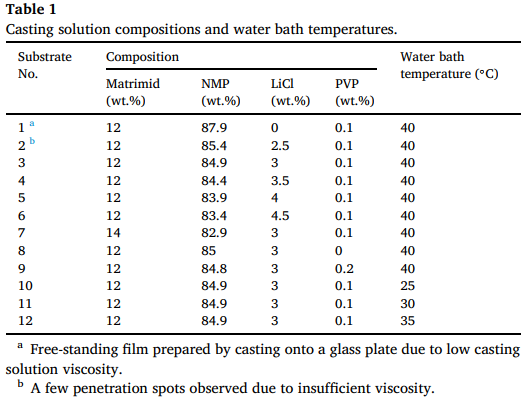 Table 1
Casting solution compositions and water bath temperatures.
Substrate No. Composition Water bath temperature (°C)
Matrimid (wt.%) NMP (wt.%) LiCl (wt.%) PVP (wt.%)
1 a 12 87.9 0 0.1 40
2 b 12 85.4 2.5 0.1 40
3 12 84.9 3 0.1 40
4 12 84.4 3.5 0.1 40
5 12 83.9 4 0.1 40
6 12 83.4 4.5 0.1 40
7 14 82.9 3 0.1 40
8 12 85 3 0 40
9 12 84.8 3 0.2 40
10 12 84.9 3 0.1 25
11 12 84.9 3 0.1 30
12 12 84.9 3 0.1 35
a Free-standing film prepared by casting onto a glass plate due to low casting
solution viscosity.
b A few penetration spots observed due to insufficient viscosity.